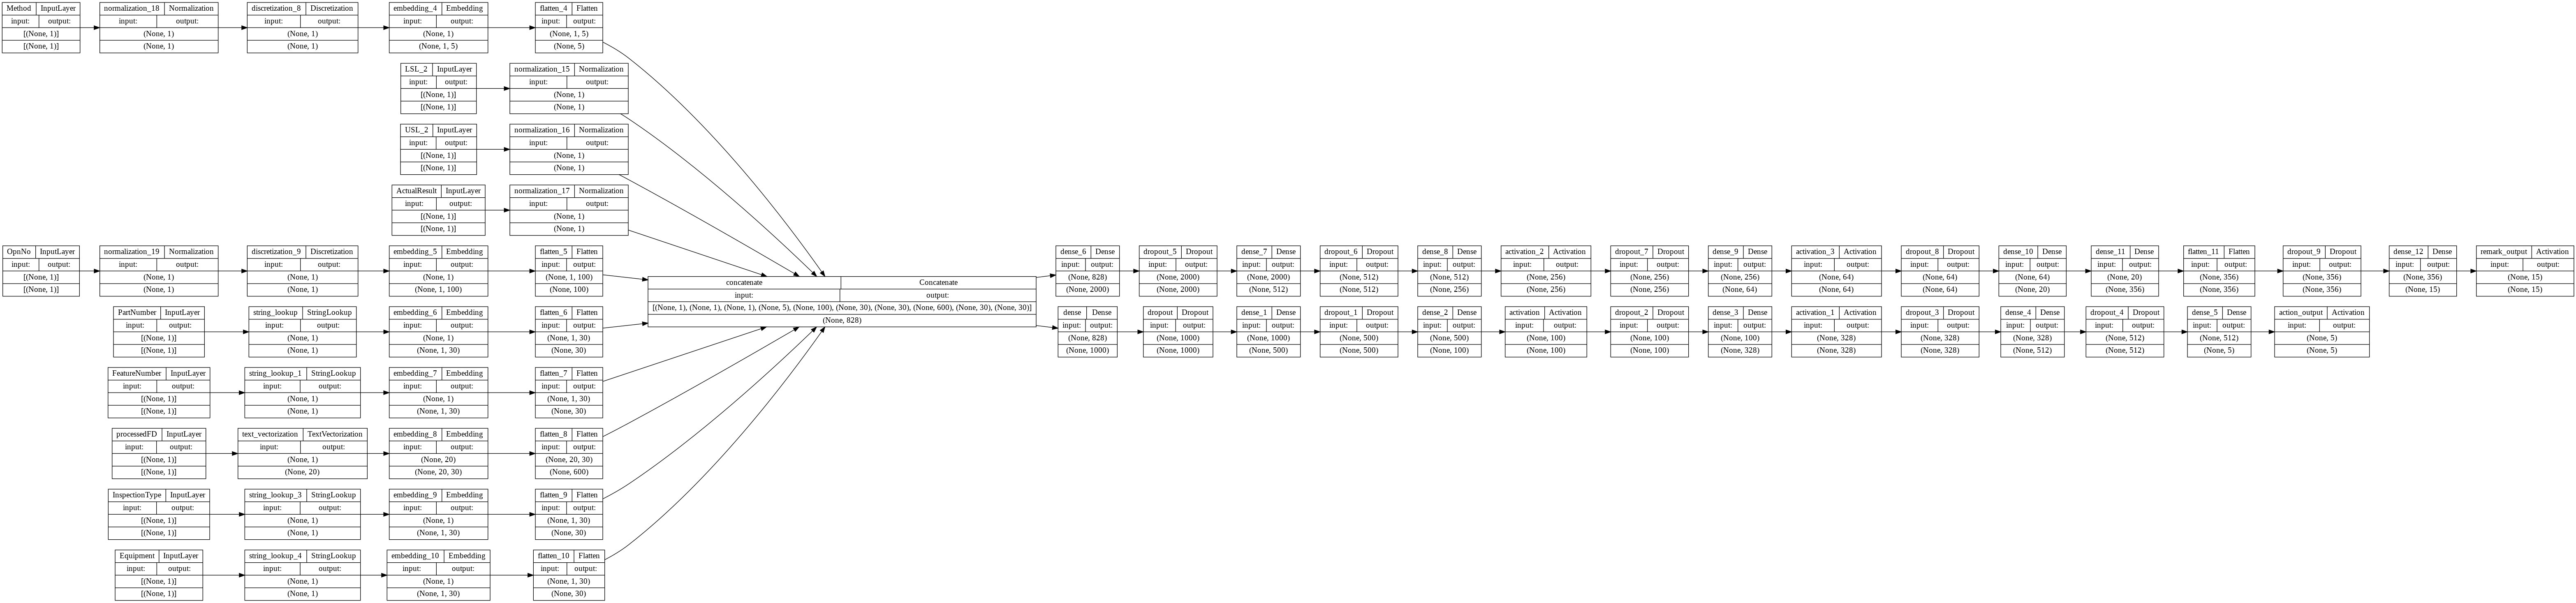 Method InputLayer
input: output:
[(None, 1)]
[(None, 1)]
normalization_18 Normalization
input: output:
(None, 1)
(None, 1)
discretization_8 Discretization
input: output:
(None, 1)
(None, 1)
embedding_4 Embedding
input: output:
(None, 1)
(None, 1, 5)
flatten_4 Flatten
input: output:
(None, 1, 5)
(None, 5)
LSL_2 InputLayer
input: output:
[(None, 1)]
[(None, 1)]
normalization_15 Normalization
input: output:
(None, 1)
(None, 1)
USL_2 InputLayer
input: output:
[(None, 1)]
[(None, 1)]
normalization_16 Normalization
input: output:
(None, 1)
(None, 1)
ActualResult InputLayer
input: output:
[(None, 1)]
[(None, 1)]
normalization_17 Normalization
input: output:
(None, 1)
(None, 1)
OpnNo InputLayer
input: output:
[(None, 1)]
[(None, 1)]
normalization_19 Normalization
input: output:
(None, 1)
(None, 1)
discretization_9 Discretization
input: output:
(None, 1)
(None, 1)
embedding_5 Embedding
input: output:
(None, 1)
(None, 1, 100)
flatten_5 Flatten
input: output:
(None, 1, 100)
(None, 100)
PartNumber InputLayer
input: output:
[(None, 1)]
[(None, 1)]
string_lookup StringLookup
input: output:
(None, 1)
(None, 1)
embedding_6 Embedding
input: output:
(None, 1)
(None, 1, 30)
flatten_6 Flatten
input: output:
(None, 1, 30)
(None, 30)
FeatureNumber InputLayer
input: output:
[(None, 1)]
[(None, 1)]
string_lookup_1 StringLookup
input: output:
(None, 1)
(None, 1)
embedding_7 Embedding
input: output:
(None, 1)
(None, 1, 30)
flatten_7 Flatten
input: output:
(None, 1, 30)
(None, 30)
processedFD InputLayer
input: output:
[(None, 1)]
[(None, 1)]
text_vectorization TextVectorization
input: output:
(None, 1)
(None, 20)
embedding_8 Embedding
input: output:
(None, 20)
(None, 20, 30)
flatten_8 Flatten
input: output:
(None, 20, 30)
(None, 600)
InspectionType InputLayer
input: output:
[(None, 1)]
[(None, 1)]
string_lookup_3 StringLookup
input: output:
(None, 1)
(None, 1)
embedding_9 Embedding
input: output:
(None, 1)
(None, 1, 30)
flatten_9 Flatten
input: output:
(None, 1, 30)
(None, 30)
Equipment InputLayer
input: output:
[(None, 1)]
[(None, 1)]
string_lookup_4 StringLookup
input: output:
(None, 1)
(None, 1)
embedding_10 Embedding
input: output:
(None, 1)
(None, 1, 30)
flatten_10 Flatten
input: output:
(None, 1, 30)
(None, 30)
concatenate Concatenate
input: output:
[(None, 1), (None, 1), (None, 1), (None, 5), (None, 100), (None, 30), (None, 30), (None, 600), (None, 30), (None, 30)]
(None, 828)
dense_6 Dense
input: output:
(None, 828)
(None, 2000)
dropout_5 Dropout
input: output:
(None, 2000)
(None, 2000)
dense_7 Dense
input: output:
(None, 2000)
(None, 512)
dropout_6 Dropout
input: output:
(None, 512)
(None, 512)
dense_8 Dense
input: output:
(None, 512)
(None, 256)
activation_2 Activation
input: output:
(None, 256)
(None, 256)
dropout_7 Dropout
input: output:
(None, 256)
(None, 256)
dense_9 Dense
input: output:
(None, 256)
(None, 64)
activation_3 Activation
input: output:
(None, 64)
(None, 64)
dropout_8 Dropout
input: output:
(None, 64)
(None, 64)
dense_10 Dense
input: output:
(None, 64)
(None, 20)
dense_11 Dense
input: output:
(None, 20)
(None, 356)
flatten_11 Flatten
input: output:
(None, 356)
(None, 356)
dropout_9 Dropout
input: output:
(None, 356)
(None, 356)
dense_12 Dense
input: output:
(None, 356)
(None, 15)
remark_output Activation
input: output:
(None, 15)
(None, 15)
dense Dense
input: output:
(None, 828)
(None, 1000)
dropout Dropout
input: output:
(None, 1000)
(None, 1000)
dense_1 Dense
input: output:
(None, 1000)
(None, 500)
dropout_1 Dropout
input: output:
(None, 500)
(None, 500)
dense_2 Dense
input: output:
(None, 500)
(None, 100)
activation Activation
input: output:
(None, 100)
(None, 100)
dropout_2 Dropout
input: output:
(None, 100)
(None, 100)
dense_3 Dense
input: output:
(None, 100)
(None, 328)
activation_1 Activation
input: output:
(None, 328)
(None, 328)
dropout_3 Dropout
input: output:
(None, 328)
(None, 328)
dense_4 Dense
input: output:
(None, 328)
(None, 512)
dropout_4 Dropout
input: output:
(None, 512)
(None, 512)
dense_5 Dense
input: output:
(None, 512)
(None, 5)
action_output Activation
input: output:
(None, 5)
(None, 5)